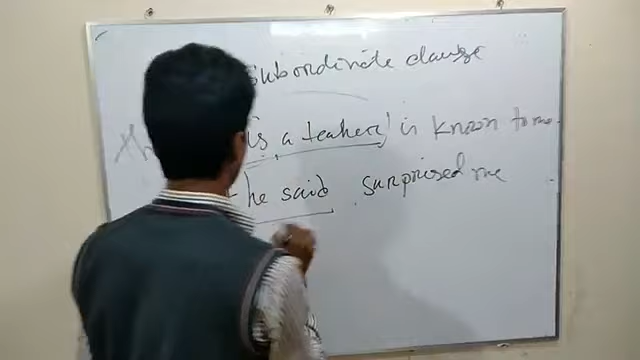 Subordinate clause
is a teacher is known to me.
he said surprised me